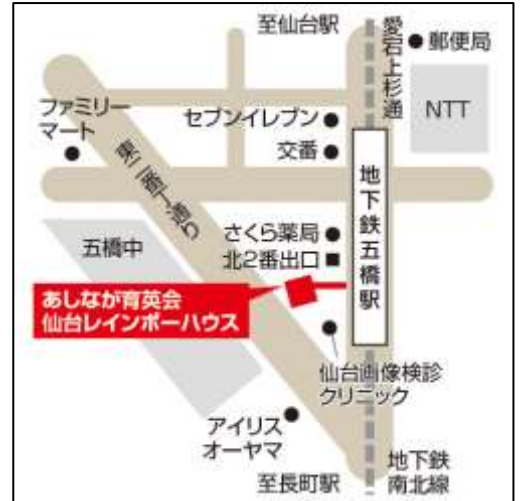 至仙台駅
愛宕上杉通
郵便局
NTT
ファミリー
マート
セブンイレブン
交番
東二番丁通り
地下鉄五橋駅
五橋中
さくら薬局
北2番出口
あしなが育英会
仙台レインボーハウス
仙台画像検診
クリニック
アイリス
オーヤマ
至長町駅
地下鉄
南北線